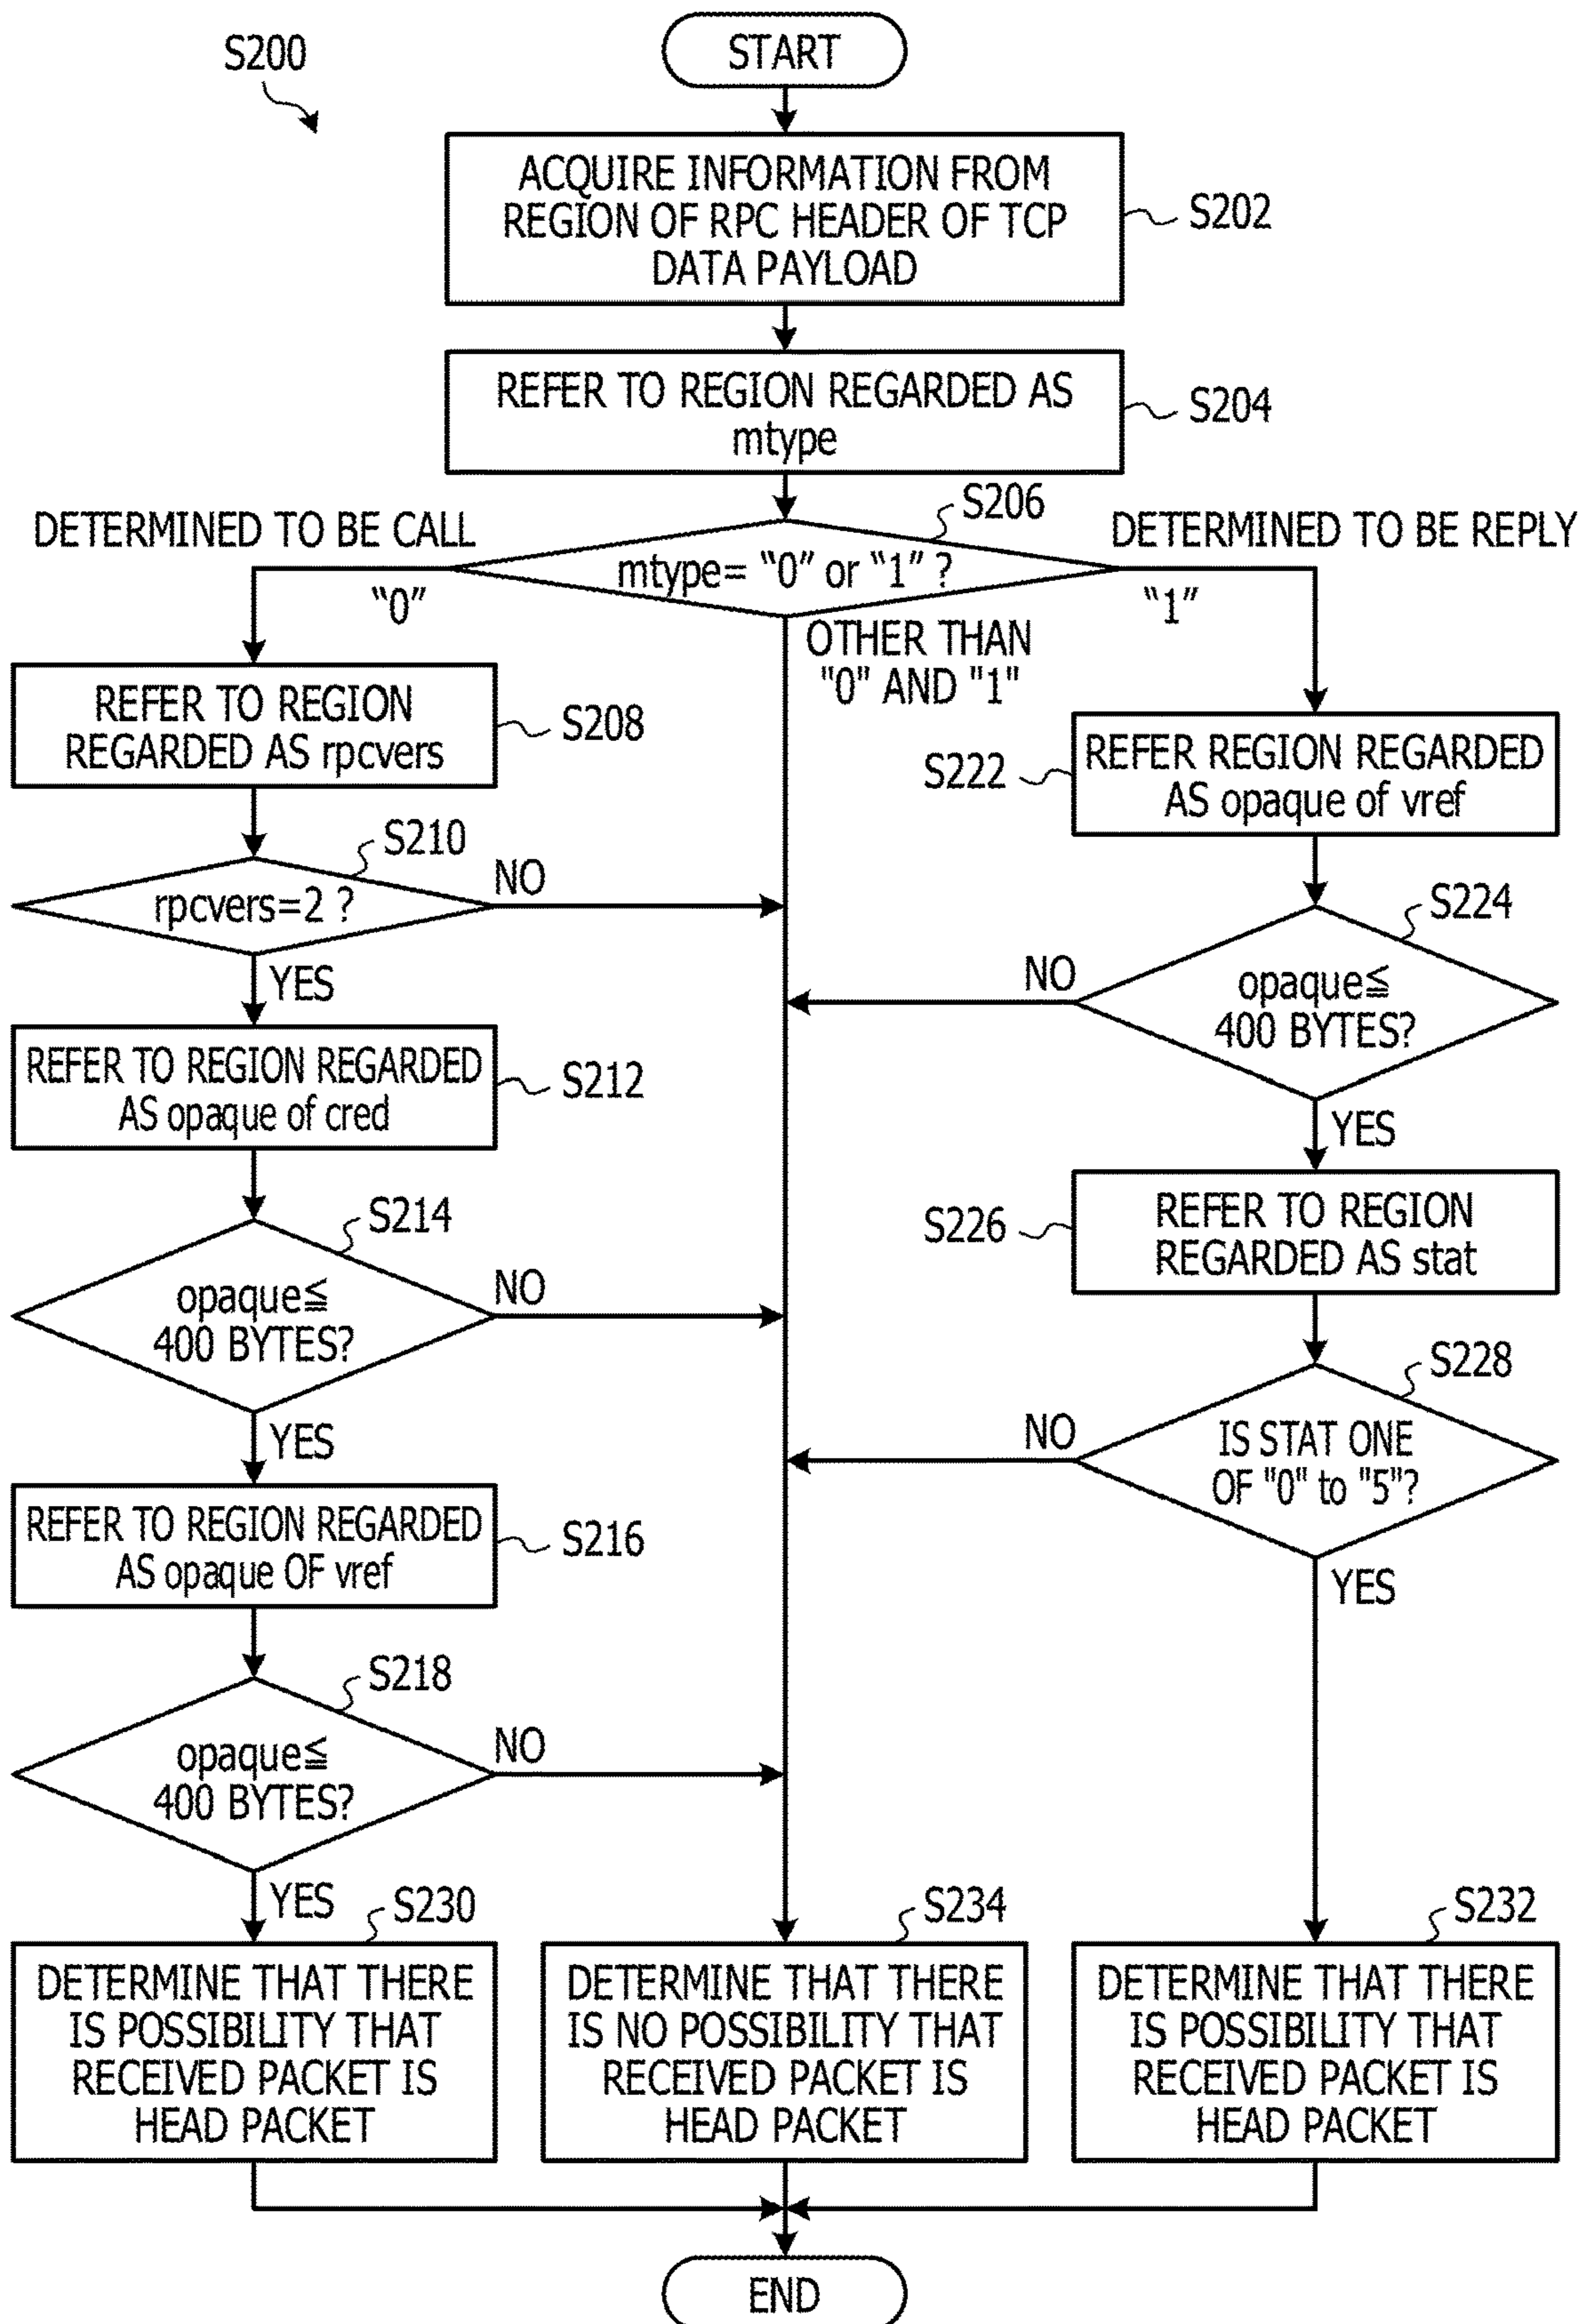 S200
START
ACQUIRE INFORMATION FROM
REGION OF RPC HEADER OF TCP
DATA PAYLOAD
S202
REFER TO REGION REGARDED AS
mtype
S204
S206
DETERMINED TO BE CALL
mtype= “0” or “1” ?
DETERMINED TO BE REPLY
“0”
“1”
OTHER THAN
"0" AND "1"
REFER TO REGION
REGARDED AS rpcvers
S208
S210
rpcvers=2 ?
NO
YES
REFER TO REGION REGARDED
AS opaque of cred
S212
S214
opaque≦
400 BYTES?
NO
YES
REFER TO REGION REGARDED
AS opaque OF vref
S216
S218
opaque≦
400 BYTES?
NO
YES
S230
DETERMINE THAT THERE
IS POSSIBILITY THAT
RECEIVED PACKET IS
HEAD PACKET
S222
REFER REGION REGARDED
AS opaque of vref
S224
opaque≦
400 BYTES?
NO
YES
S226
REFER TO REGION
REGARDED AS stat
S228
IS STAT ONE
OF "0" to "5"?
NO
YES
S234
DETERMINE THAT THERE
IS NO POSSIBILITY THAT
RECEIVED PACKET IS
HEAD PACKET
S232
DETERMINE THAT THERE
IS POSSIBILITY THAT
RECEIVED PACKET IS
HEAD PACKET
END